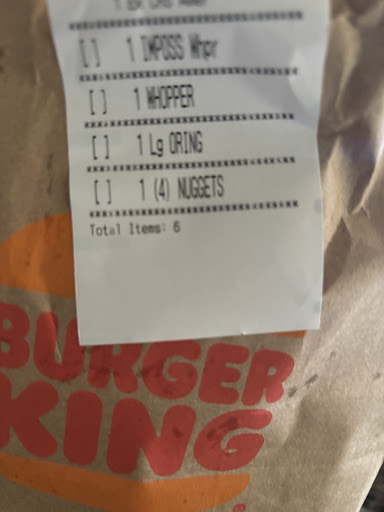 [ ] 1 IMPOSS Whpr
[ ] 1 WHOPPER
[ ] 1 Lg ORING
[ ] 1 (4) NUGGETS
Total Items: 6
BURGER
KING